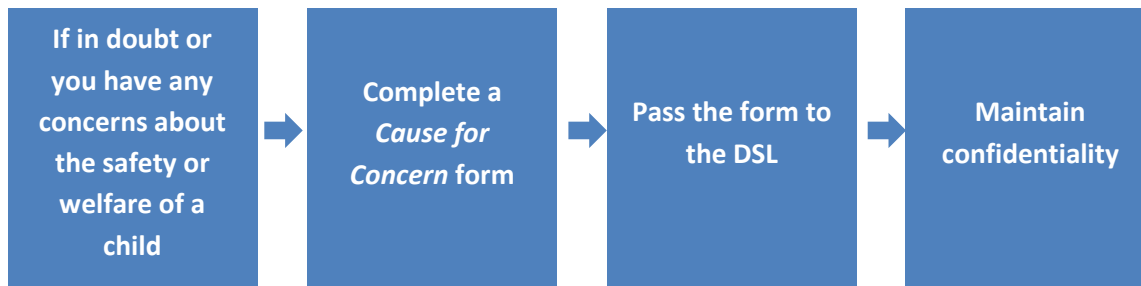 If in doubt or
you have any
concerns about
the safety or
welfare of a
child
Complete a
Cause for
Concern form
Pass the form to
the DSL
Maintain
confidentiality